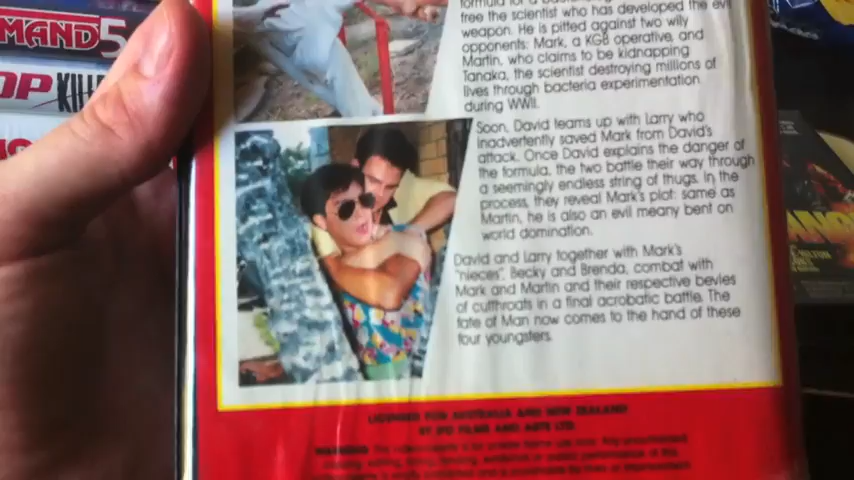 MAND5
OP KILL
formula for a
free the scientist who has developed the evil
weapon. He is pitted against two wily
opponents: Mark, a KGB operative, and
Martin, who claims to be kidnapping
Tanaka, the scientist destroying millions of
lives through bacteria experimentation
during WWII.
Soon, David teams up with Larry who
inadvertently saved Mark from David's
attack. Once David explains the danger of
the formula, the two battle their way through
a seemingly endless string of thugs. In the
process, they reveal Mark's plot: same as
Martin, he is also an evil meany bent on
world domination.
David and Larry together with Mark's
"nieces", Becky and Brenda, combat with
Mark and Martin and their respective bevies
of cutthroats in a final acrobatic battle. The
fate of Man now comes to the hand of these
four youngsters.
LICENSED FOR AUSTRALIA AND NEW ZEALAND
WARNING